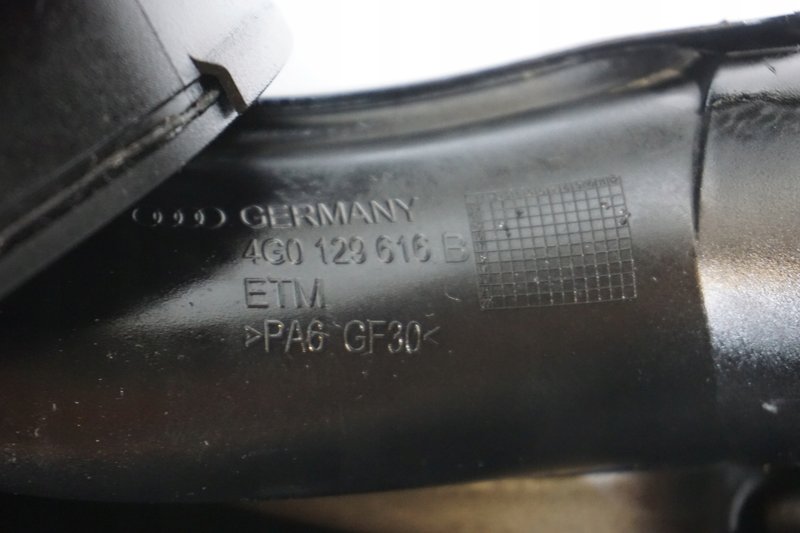 GERMANY
4G0 129 616 B
ETM
>PA6 GF30<